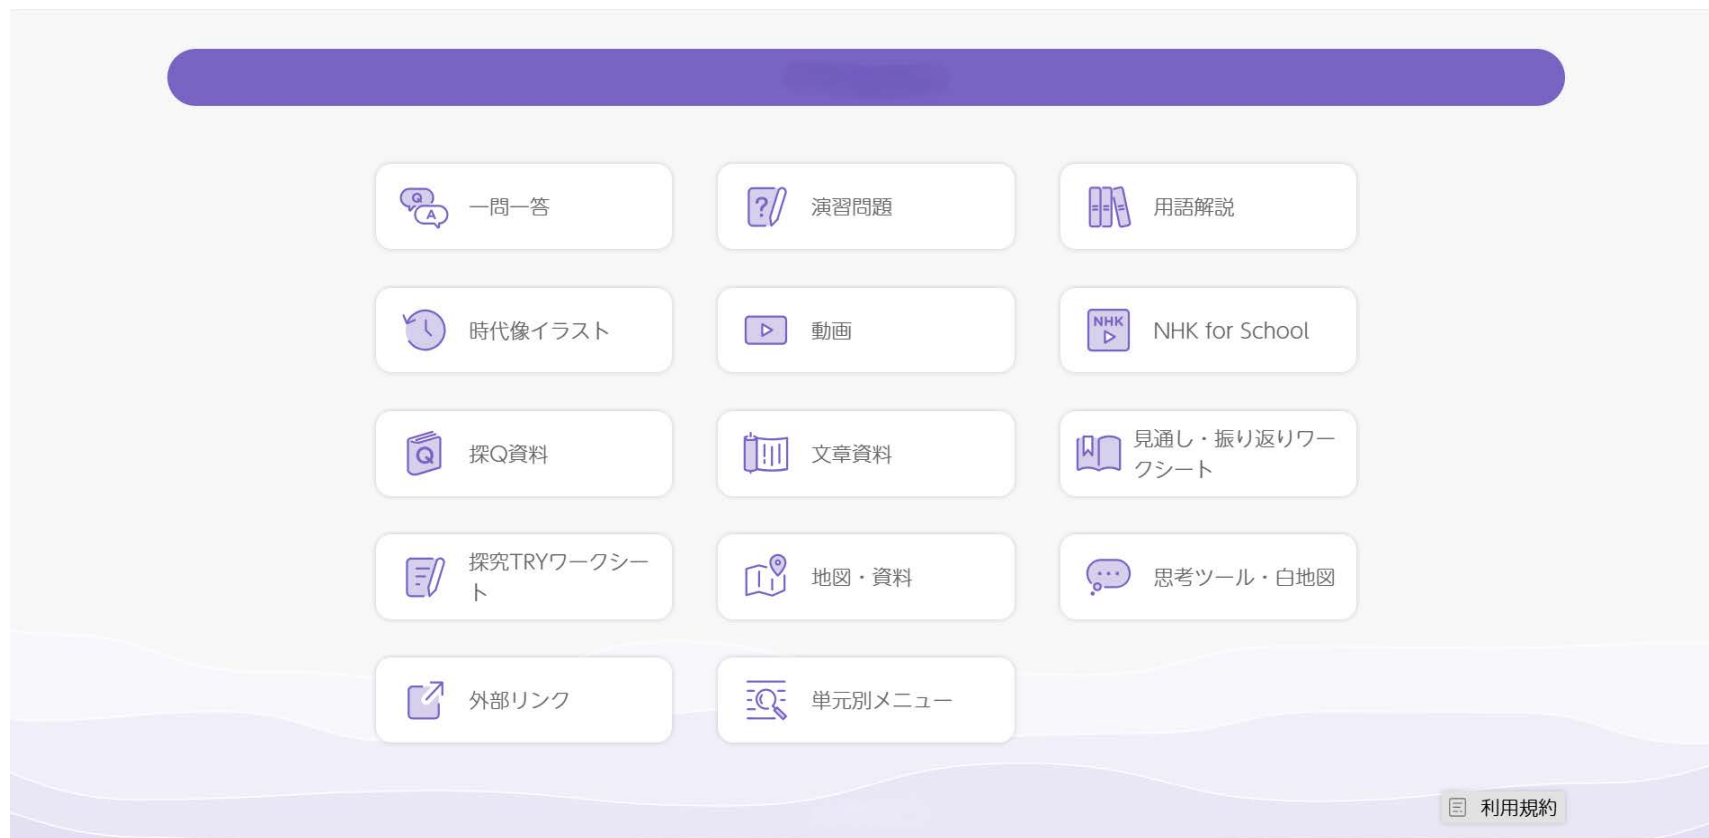 一問一答
演習問題
用語解説
時代像イラスト
動画
NHK
NHK for School
探Q資料
文章資料
見通し・振り返りワー
クシート
探究TRYワークシー
ト
地図・資料
思考ツール・白地図
外部リンク
単元別メニュー
利用規約